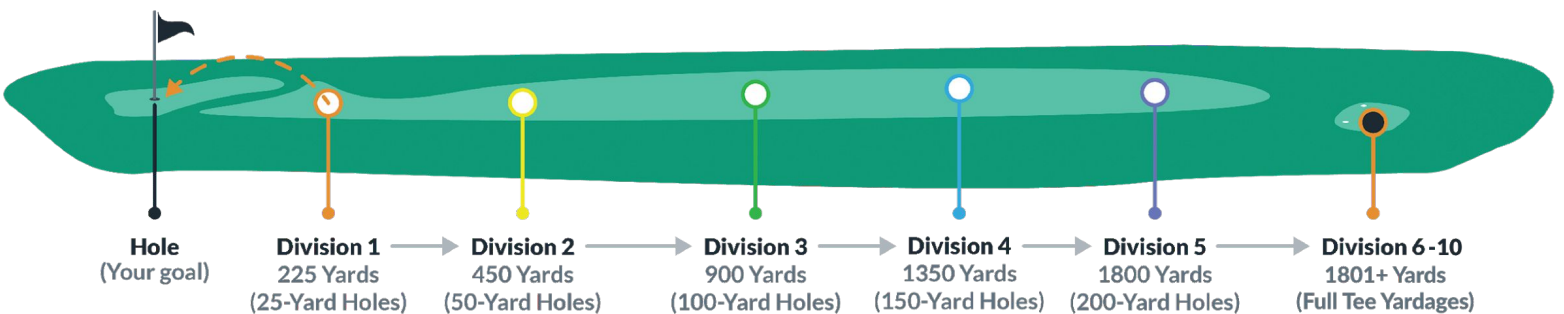 Hole
(Your goal)
Division 1
225 Yards
(25-Yard Holes)
Division 2
450 Yards
(50-Yard Holes)
Division 3
900 Yards
(100-Yard Holes)
Division 4
1350 Yards
(150-Yard Holes)
Division 5
1800 Yards
(200-Yard Holes)
Division 6-10
1801+ Yards
(Full Tee Yardages)